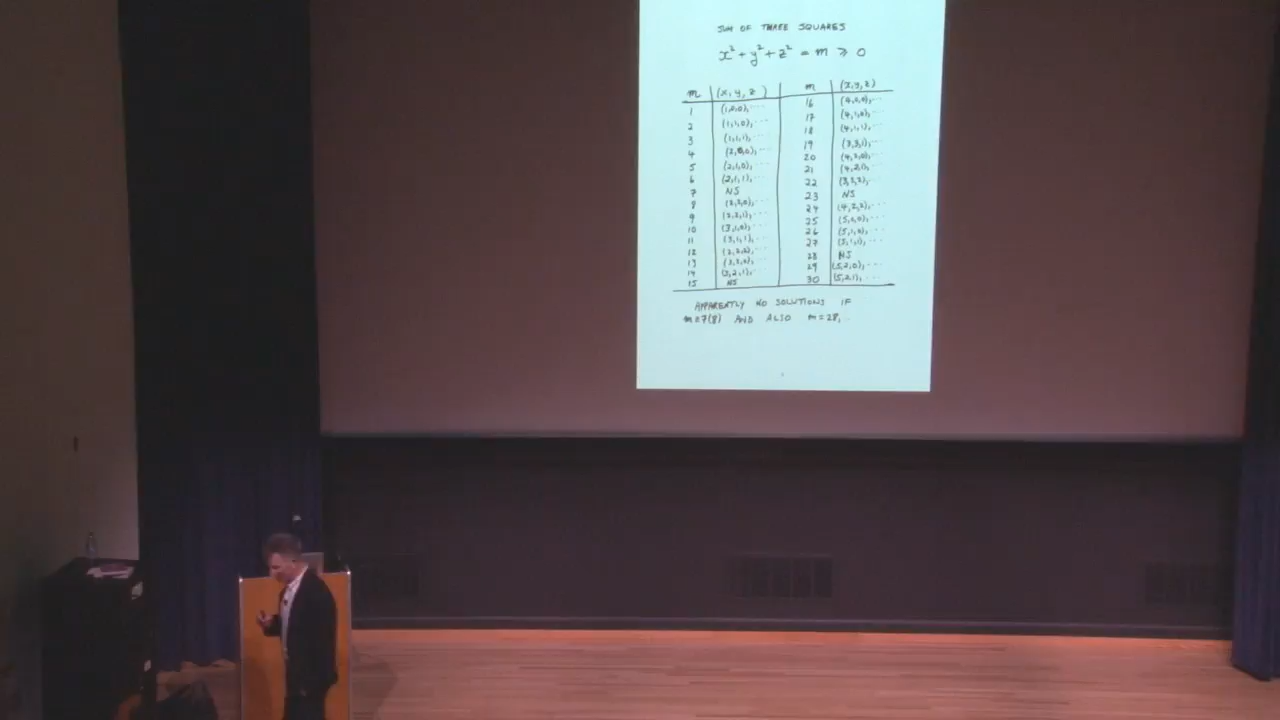 SUM OF THREE SQUARES
x² + y² + z² = m ≥ 0
m (x, y, z) m (x, y, z)
1 (1,0,0), ··· 16 (4,0,0), ···
2 (1,1,0), ··· 17 (4,1,0), ···
3 (1,1,1), ··· 18 (4,1,1), ···
4 (2,0,0), ··· 19 (3,3,1), ···
5 (2,1,0), ··· 20 (4,2,0), ···
6 (2,1,1), ··· 21 (4,2,1), ···
7 NS 22 (3,3,2), ···
8 (2,2,0), ··· 23 NS
9 (2,2,1), ··· 24 (4,2,2), ···
10 (3,1,0), ··· 25 (5,0,0), ···
11 (3,1,1), ··· 26 (5,1,0), ···
12 (2,2,2), ··· 27 (5,1,1), ···
13 (3,2,0), ··· 28 NS
14 (3,2,1), ·· 29 (5,2,0), ···
15 NS 30 (5,2,1), ···
APPARENTLY NO SOLUTIONS IF
m≡7(8) AND ALSO m=28, ··